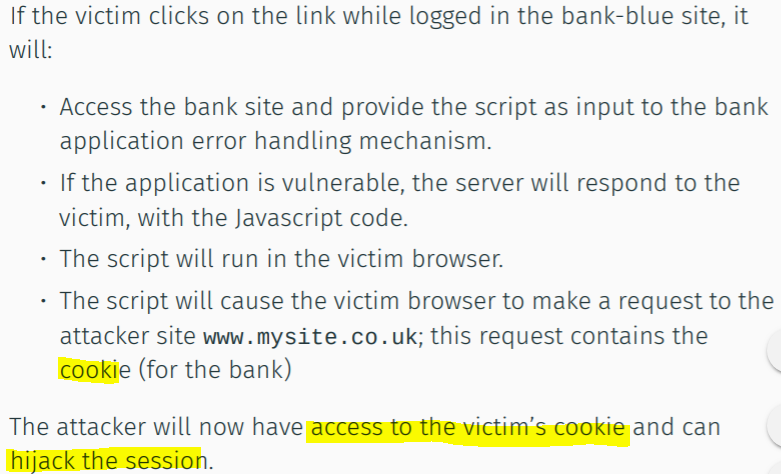 If the victim clicks on the link while logged in the bank-blue site, it
will:
• Access the bank site and provide the script as input to the bank
application error handling mechanism.
• If the application is vulnerable, the server will respond to the
victim, with the Javascript code.
• The script will run in the victim browser.
• The script will cause the victim browser to make a request to the
attacker site www.mysite.co.uk; this request contains the
cookie (for the bank)
The attacker will now have access to the victim’s cookie and can
hijack the session.